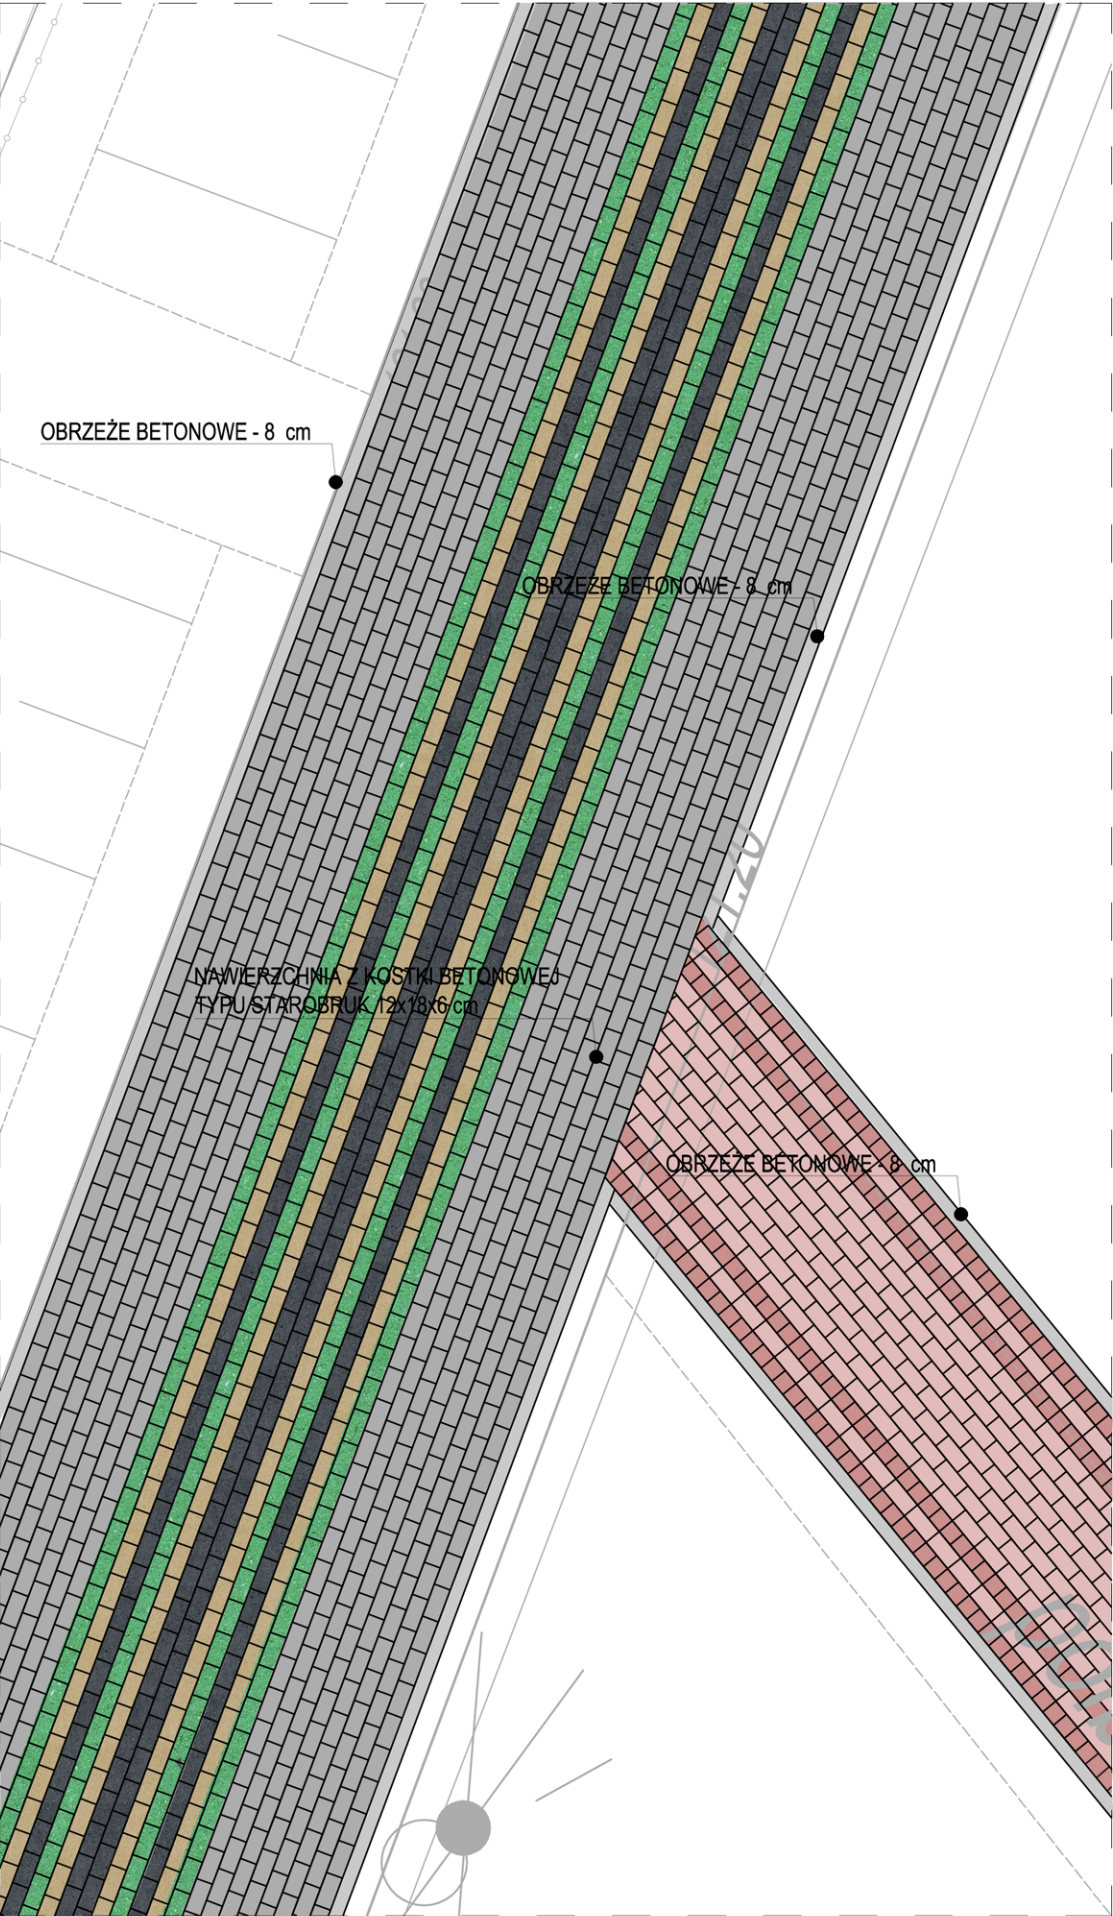 OBRZEŻE BETONOWE - 8 cm
OBRZEŻE BETONOWE - 8 cm
NAWIERZCHNIA Z KOSTKI BETONOWEJ
TYPU STAROBRUK 12x18x6 cm
OBRZEŻE BETONOWE - 8 cm